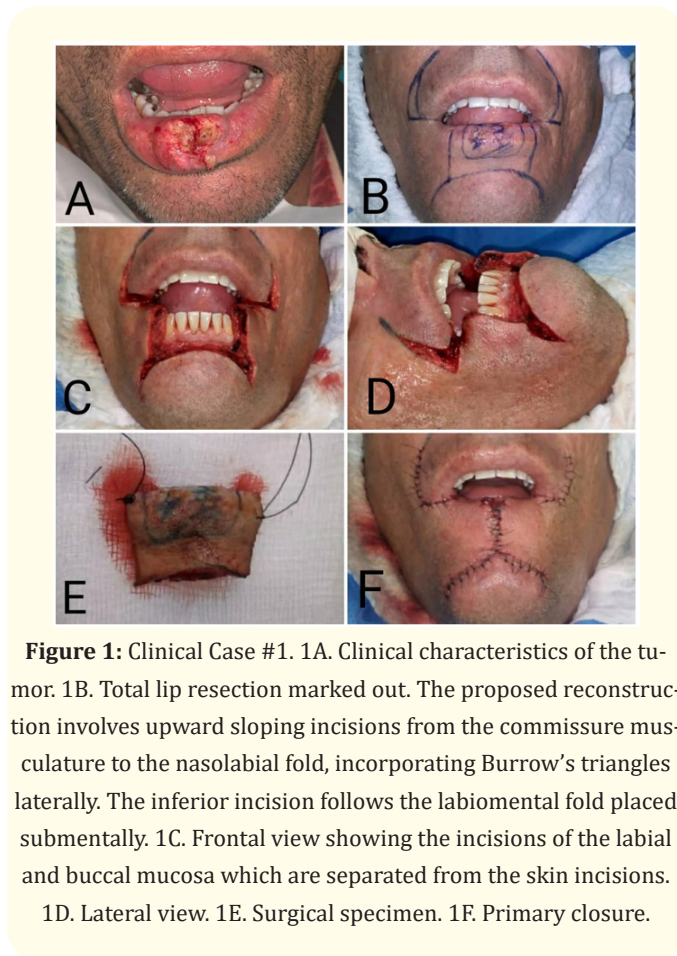 A
B
C
D
E
F
Figure 1: Clinical Case #1. 1A. Clinical characteristics of the tu-
mor. 1B. Total lip resection marked out. The proposed reconstruc-
tion involves upward sloping incisions from the commissure mus-
culature to the nasolabial fold, incorporating Burrow's triangles
laterally. The inferior incision follows the labiomental fold placed
submentally. 1C. Frontal view showing the incisions of the labial
and buccal mucosa which are separated from the skin incisions.
1D. Lateral view. 1E. Surgical specimen. 1F. Primary closure.